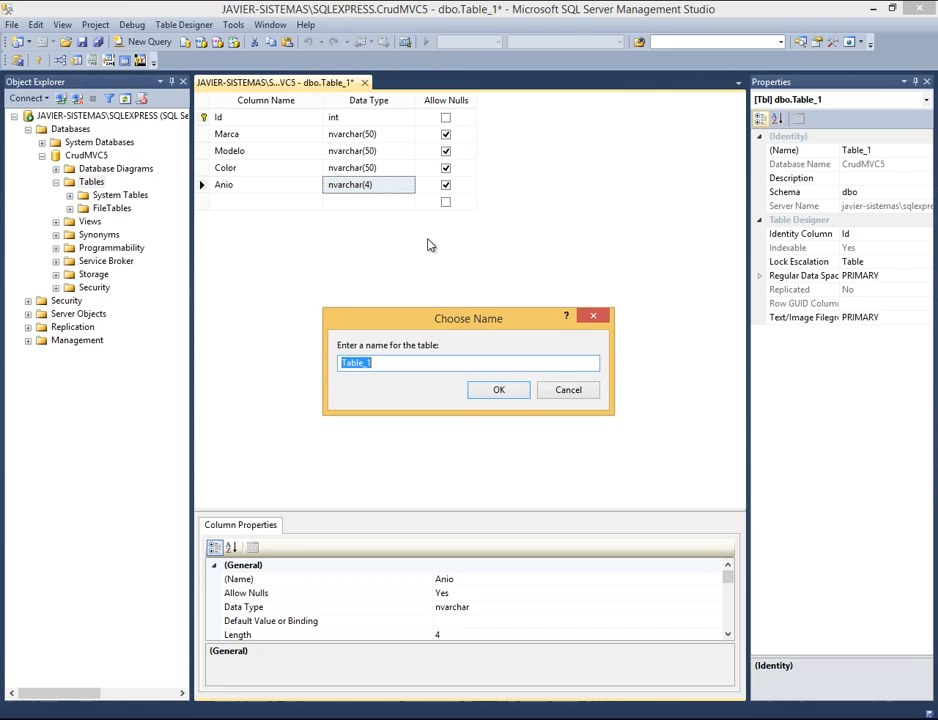 JAVIER-SISTEMAS\SQLEXPRESS.CrudMVC5 - dbo.Table_1* - Microsoft SQL Server Management Studio
File Edit View Project Debug Table Designer Tools Window Help
New Query
Object Explorer
Connect
JAVIER-SISTEMAS\SQLEXPRESS (SQL Se
Databases
System Databases
CrudMVC5
Database Diagrams
Tables
System Tables
FileTables
Views
Synonyms
Programmability
Service Broker
Storage
Security
Security
Server Objects
Replication
Management
JAVIER-SISTEMAS\S...VC5 - dbo.Table_1*
Column Name Data Type Allow Nulls
Id int
Marca nvarchar(50)
Modelo nvarchar(50)
Color nvarchar(50)
Anio nvarchar(4)
Choose Name
?
Enter a name for the table:
Table_1
OK Cancel
Column Properties
(General)
(Name) Anio
Allow Nulls Yes
Data Type nvarchar
Default Value or Binding
Length 4
(General)
Properties
[Tbl] dbo.Table_1
(Identity)
(Name) Table_1
Database Name CrudMVC5
Description
Schema dbo
Server Name javier-sistemas\sqlexpre
Table Designer
Identity Column Id
Indexable Yes
Lock Escalation Table
Regular Data Spac PRIMARY
Replicated No
Row GUID Column
Text/Image Filegr PRIMARY
(Identity)